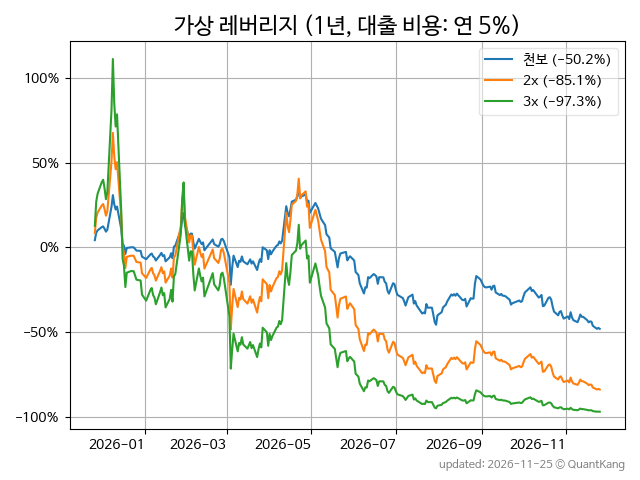 가상 레버리지 (1년, 대출 비용: 연 5%)
천보 (−50.2%)
2x (−85.1%)
3x (−97.3%)
100%
50%
0%
−50%
−100%
2026-01 2026-03 2026-05 2026-07 2026-09 2026-11
updated: 2026-11-25 © QuantKang